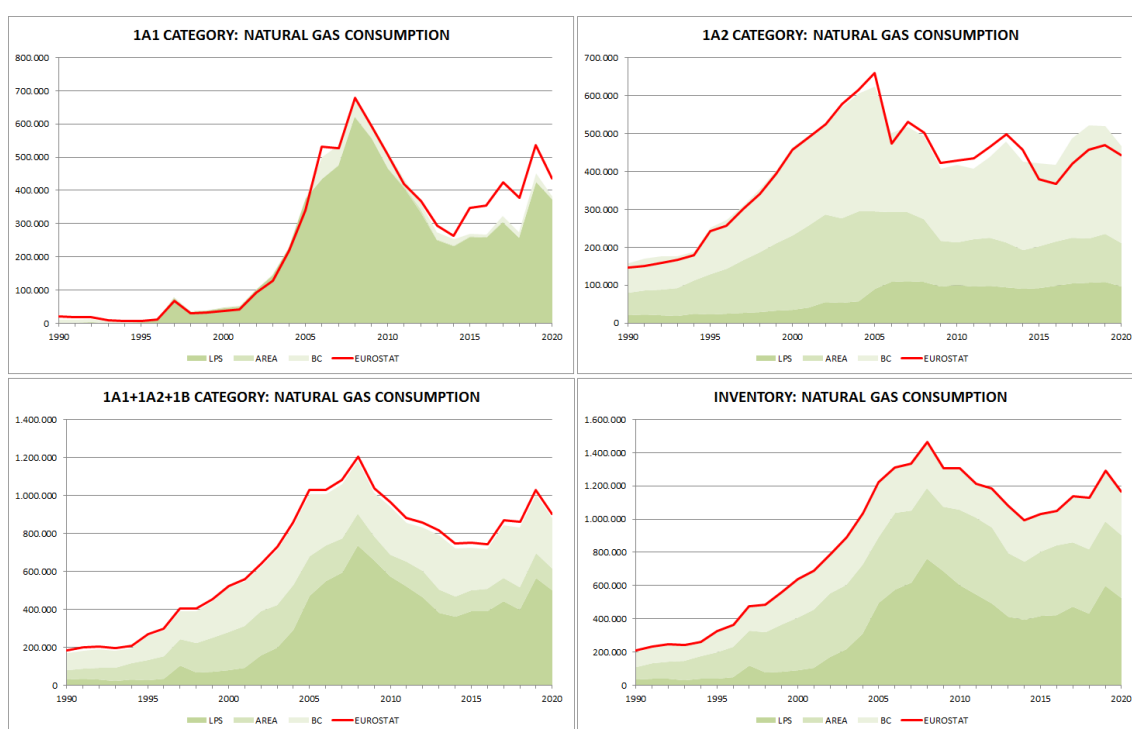 1A1 CATEGORY: NATURAL GAS CONSUMPTION
800.000
700.000
600.000
500.000
400.000
300.000
200.000
100.000
0
1990 1995 2000 2005 2010 2015 2020
LPS AREA BC EUROSTAT
1A2 CATEGORY: NATURAL GAS CONSUMPTION
700.000
600.000
500.000
400.000
300.000
200.000
100.000
0
1990 1995 2000 2005 2010 2015 2020
LPS AREA BC EUROSTAT
1A1+1A2+1B CATEGORY: NATURAL GAS CONSUMPTION
1.400.000
1.200.000
1.000.000
800.000
600.000
400.000
200.000
0
1990 1995 2000 2005 2010 2015 2020
LPS AREA BC EUROSTAT
INVENTORY: NATURAL GAS CONSUMPTION
1.600.000
1.400.000
1.200.000
1.000.000
800.000
600.000
400.000
200.000
0
1990 1995 2000 2005 2010 2015 2020
LPS AREA BC EUROSTAT